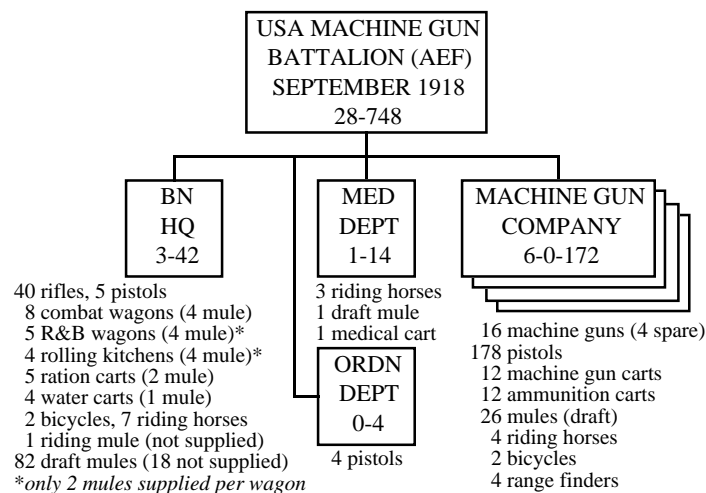 USA MACHINE GUN
BATTALION (AEF)
SEPTEMBER 1918
28-748
BN
HQ
3-42
40 rifles, 5 pistols
8 combat wagons (4 mule)
5 R&B wagons (4 mule)*
4 rolling kitchens (4 mule)*
5 ration carts (2 mule)
4 water carts (1 mule)
2 bicycles, 7 riding horses
1 riding mule (not supplied)
82 draft mules (18 not supplied)
*only 2 mules supplied per wagon
MED
DEPT
1-14
3 riding horses
1 draft mule
1 medical cart
ORDN
DEPT
0-4
4 pistols
MACHINE GUN
COMPANY
6-0-172
16 machine guns (4 spare)
178 pistols
12 machine gun carts
12 ammunition carts
26 mules (draft)
4 riding horses
2 bicycles
4 range finders